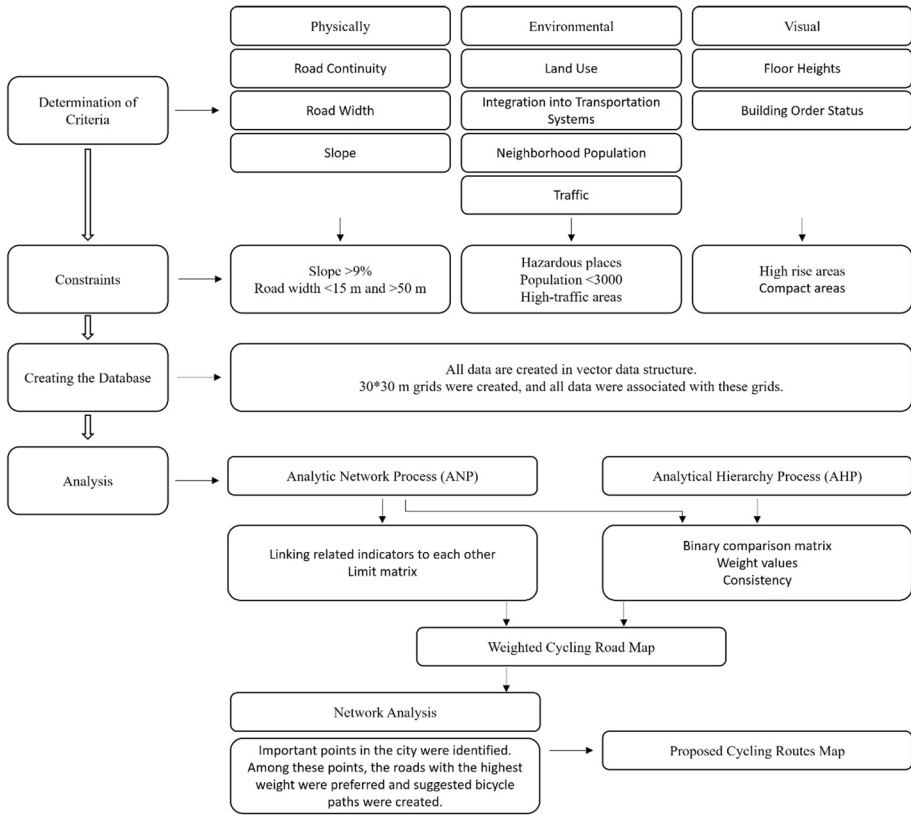 Physically
Environmental
Visual
Determination of
Criteria
Road Continuity
Land Use
Floor Heights
Road Width
Integration into Transportation
Systems
Building Order Status
Slope
Neighborhood Population
Traffic
Constraints
Slope >9%
Road width <15 m and >50 m
Hazardous places
Population <3000
High-traffic areas
High rise areas
Compact areas
Creating the Database
All data are created in vector data structure.
30*30 m grids were created, and all data were associated with these grids.
Analysis
Analytic Network Process (ANP)
Analytical Hierarchy Process (AHP)
Linking related indicators to each other
Limit matrix
Binary comparison matrix
Weight values
Consistency
Weighted Cycling Road Map
Network Analysis
Important points in the city were identified.
Among these points, the roads with the highest
weight were preferred and suggested bicycle
paths were created.
Proposed Cycling Routes Map